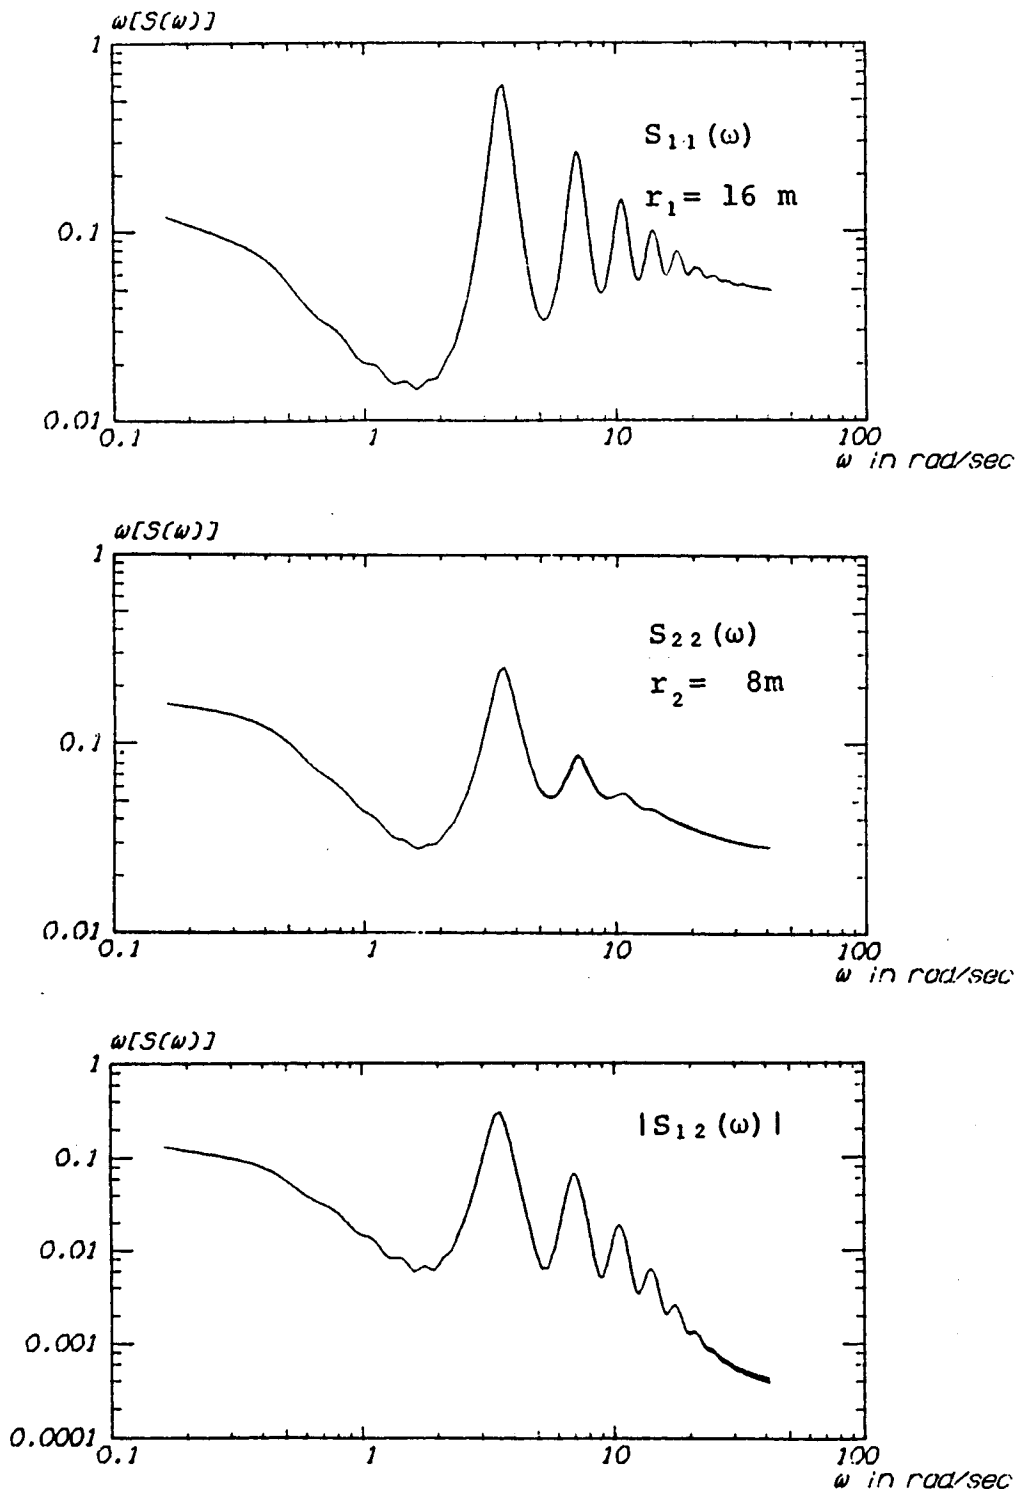 ω[S(ω)]
1
S₁₁(ω)
r₁= 16 m
0.1
0.01
0.1 1 10 100
ω in rad/sec
ω[S(ω)]
1
S₂₂(ω)
r₂= 8m
0.1
0.01
0.1 1 10 100
ω in rad/sec
ω[S(ω)]
1
|S₁₂(ω)|
0.1
0.01
0.001
0.0001
0.1 1 10 100
ω in rad/sec